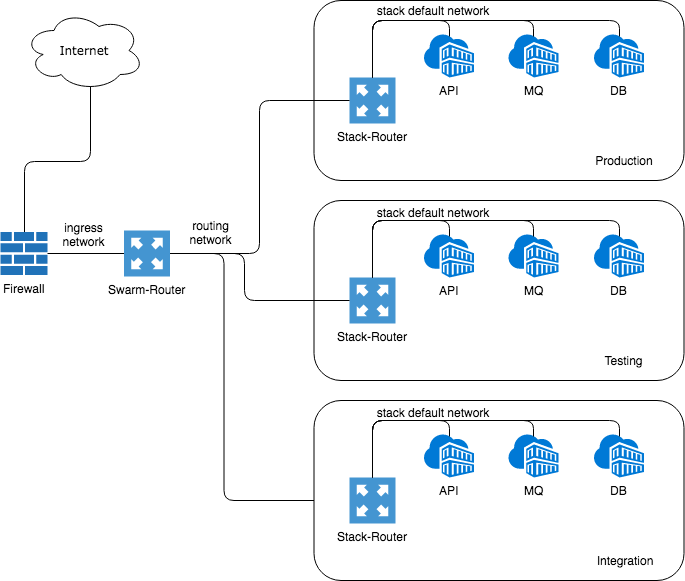 Internet
Firewall
ingress
network
Swarm-Router
routing
network
stack default network
API
MQ
DB
Stack-Router
Production
stack default network
API
MQ
DB
Stack-Router
Testing
stack default network
API
MQ
DB
Stack-Router
Integration